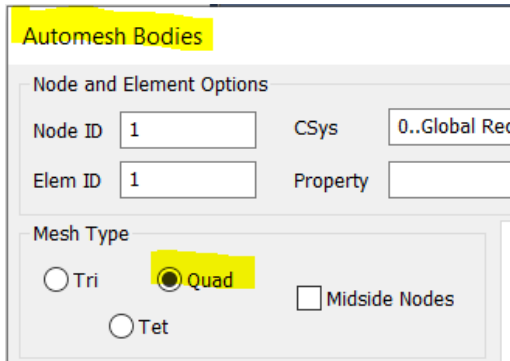 Automesh Bodies
Node and Element Options
Node ID 1 CSys 0..Global Rec
Elem ID 1 Property
Mesh Type
Tri Quad Midside Nodes
Tet